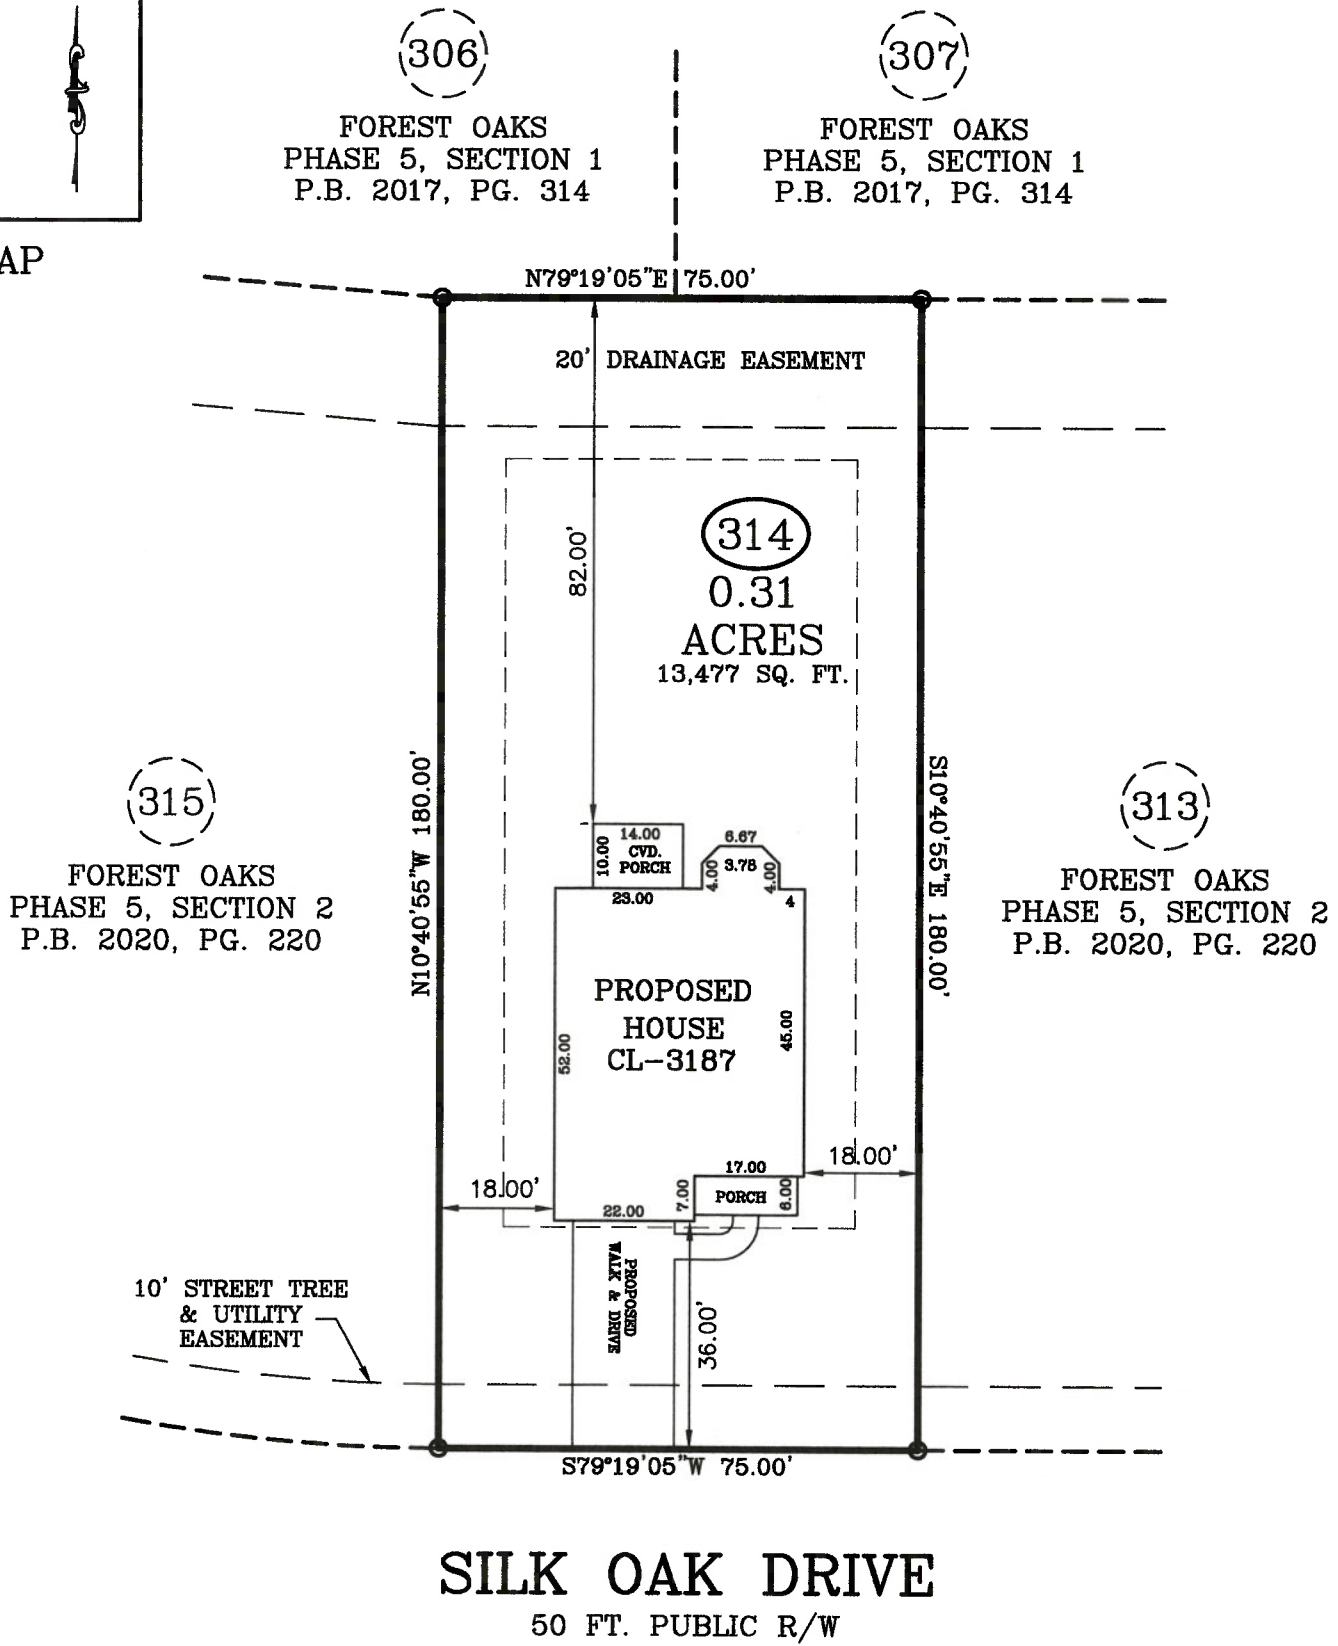 306
FOREST OAKS
PHASE 5, SECTION 1
P.B. 2017, PG. 314
307
FOREST OAKS
PHASE 5, SECTION 1
P.B. 2017, PG. 314
AP
N79°19'05"E 75.00'
20' DRAINAGE EASEMENT
82.00'
314
0.31
ACRES
13,477 SQ. FT.
315
FOREST OAKS
PHASE 5, SECTION 2
P.B. 2020, PG. 220
N10°40'55"W 180.00'
S10°40'55"E 180.00'
313
FOREST OAKS
PHASE 5, SECTION 2
P.B. 2020, PG. 220
14.00
10.00
CVD.
PORCH
6.67
3.78
4.00
4.00
23.00
4
PROPOSED
HOUSE
CL-3187
52.00
45.00
17.00
18.00'
18.00'
7.00
PORCH
6.00
22.00
PROPOSED
WALK & DRIVE
36.00'
10' STREET TREE
& UTILITY
EASEMENT
S79°19'05"W 75.00'
SILK OAK DRIVE
50 FT. PUBLIC R/W